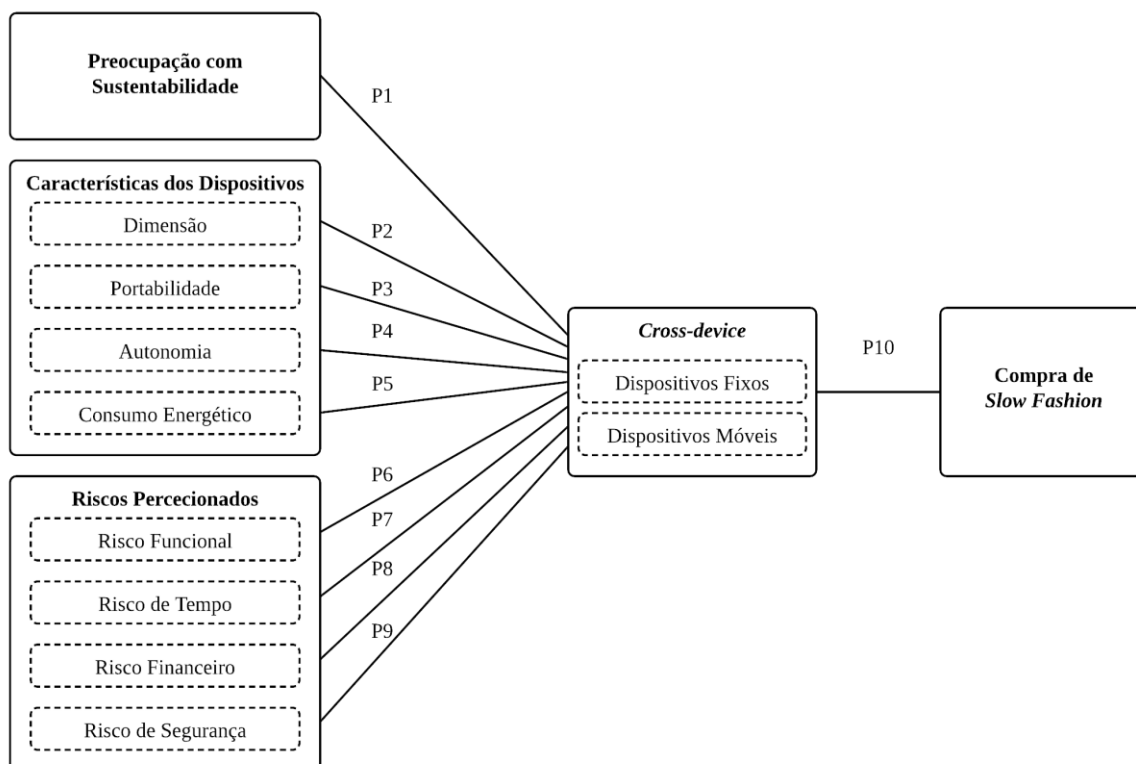 Preocupação com
Sustentabilidade
P1
Características dos Dispositivos
Dimensão
P2
Portabilidade
P3
Autonomia
P4
Consumo Energético
P5
Riscos Percecionados
Risco Funcional
P6
Risco de Tempo
P7
Risco Financeiro
P8
Risco de Segurança
P9
Cross-device
Dispositivos Fixos
Dispositivos Móveis
P10
Compra de
Slow Fashion